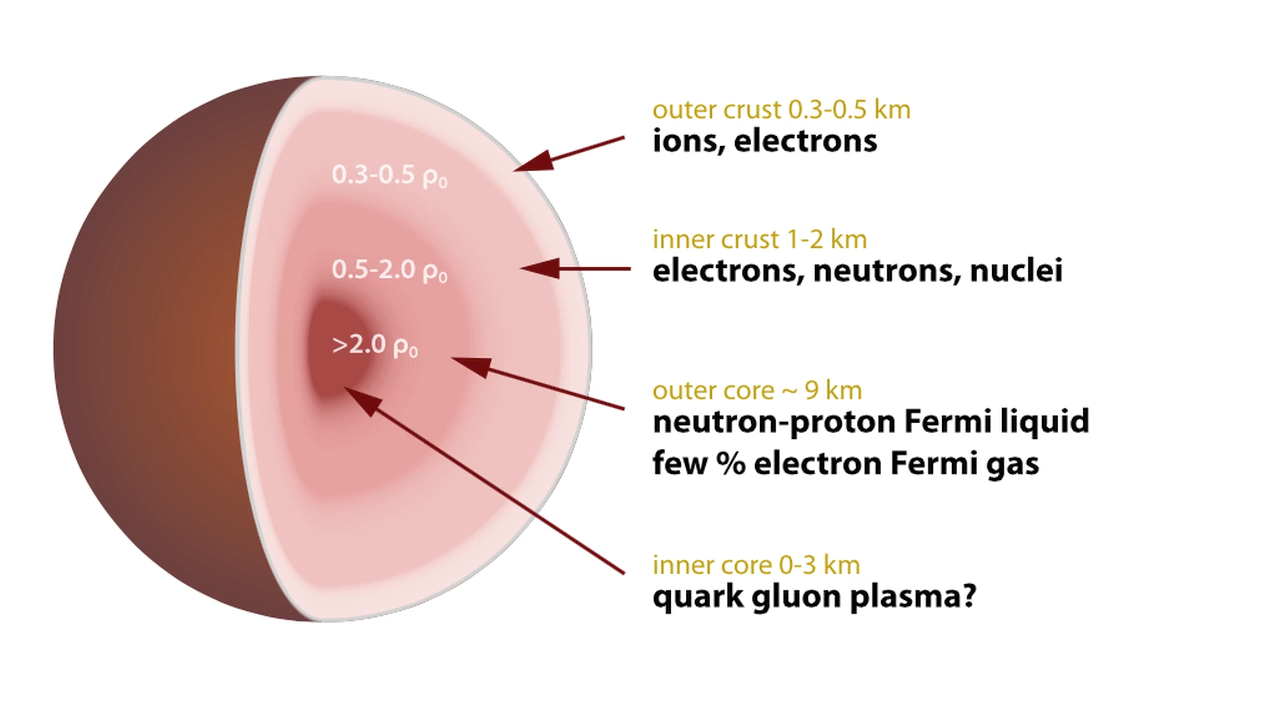 outer crust 0.3-0.5 km
ions, electrons
0.3-0.5 ρ₀
inner crust 1-2 km
electrons, neutrons, nuclei
0.5-2.0 ρ₀
>2.0 ρ₀
outer core ~ 9 km
neutron-proton Fermi liquid
few % electron Fermi gas
inner core 0-3 km
quark gluon plasma?